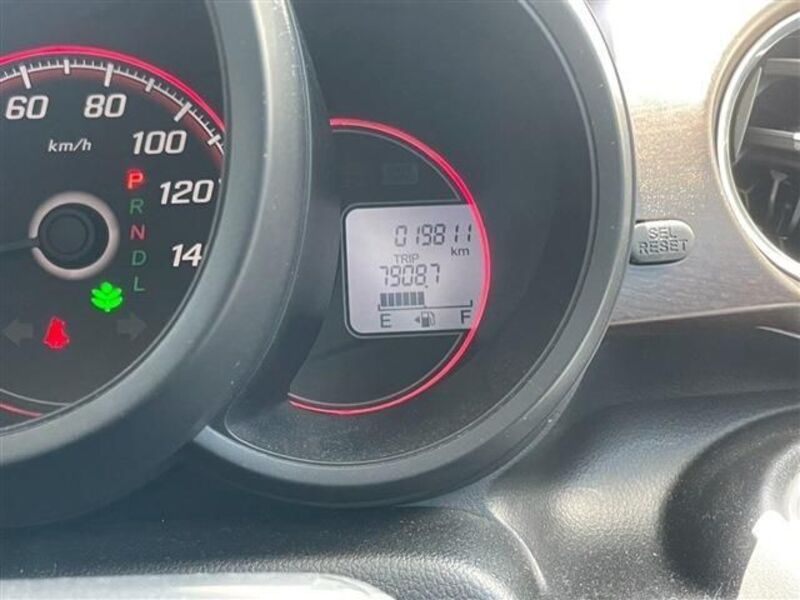 60
80
100
120
14
km/h
P
R
N
D
L
019811
km
TRIP
7908.7
E F
SEL
RESET